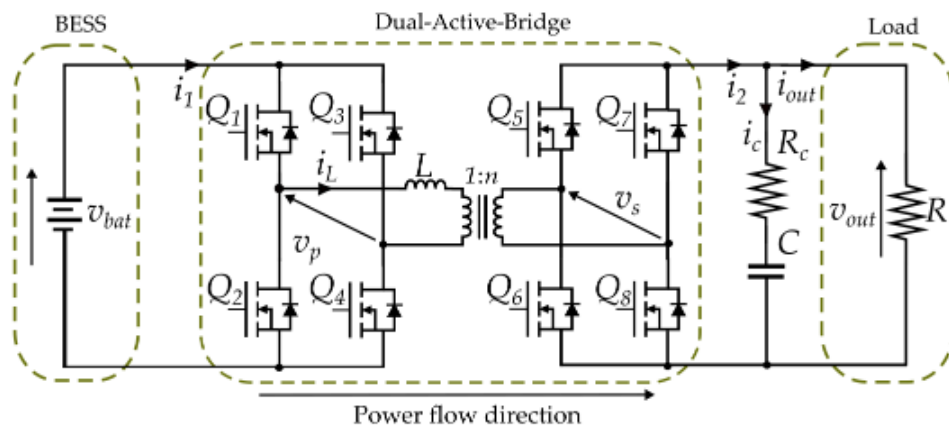 BESS
Dual-Active-Bridge
Load
i1
Q1
Q3
Q5
Q7
i2
iout
iL
L
1:n
ic
Rc
vbat
vp
vs
vout
R
C
Q2
Q4
Q6
Q8
Power flow direction